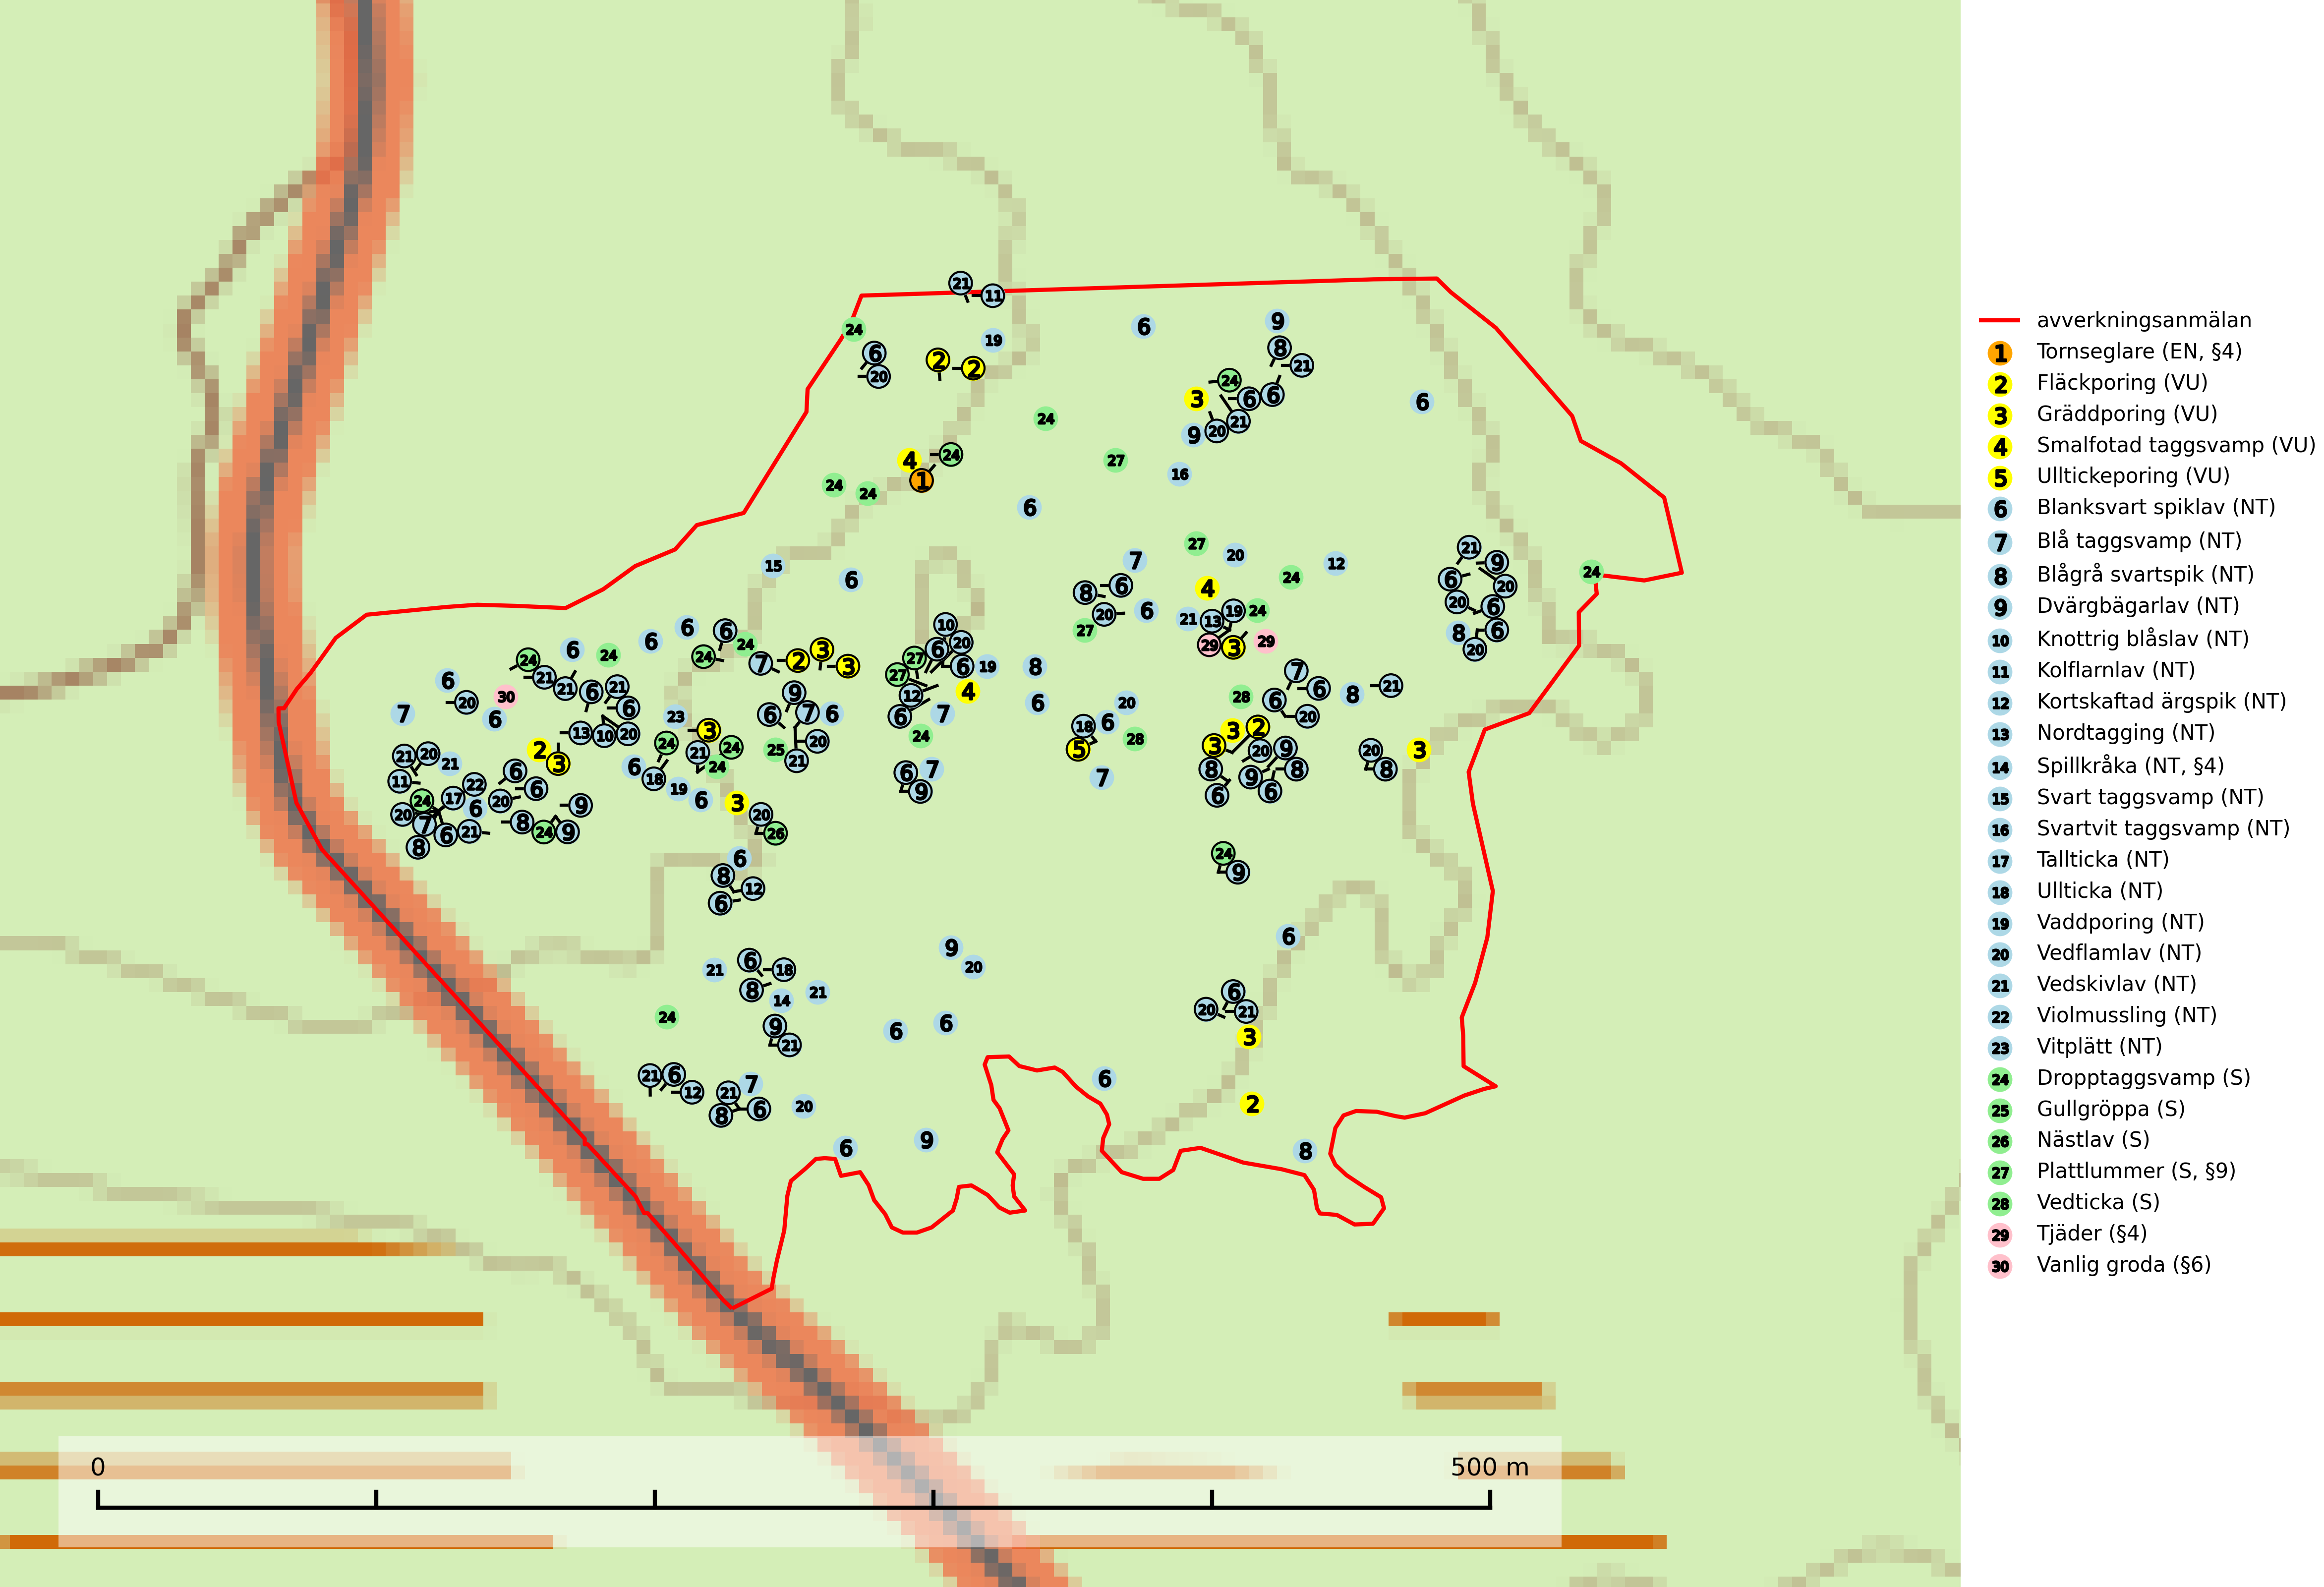 avverkningsanmälan
1 Tornseglare (EN, §4)
2 Fläckporing (VU)
3 Gräddporing (VU)
4 Smalfotad taggsvamp (VU)
5 Ulltickeporing (VU)
6 Blanksvart spiklav (NT)
7 Blå taggsvamp (NT)
8 Blågrå svartspik (NT)
9 Dvärgbägarlav (NT)
10 Knottrig blåslav (NT)
11 Kolflarnlav (NT)
12 Kortskaftad ärgspik (NT)
13 Nordtagging (NT)
14 Spillkråka (NT, §4)
15 Svart taggsvamp (NT)
16 Svartvit taggsvamp (NT)
17 Tallticka (NT)
18 Ullticka (NT)
19 Vaddporing (NT)
20 Vedflamlav (NT)
21 Vedskivlav (NT)
22 Violmussling (NT)
23 Vitplätt (NT)
24 Dropptaggsvamp (S)
25 Gullgröppa (S)
26 Nästlav (S)
27 Plattlummer (S, §9)
28 Vedticka (S)
29 Tjäder (§4)
30 Vanlig groda (§6)
0 500 m